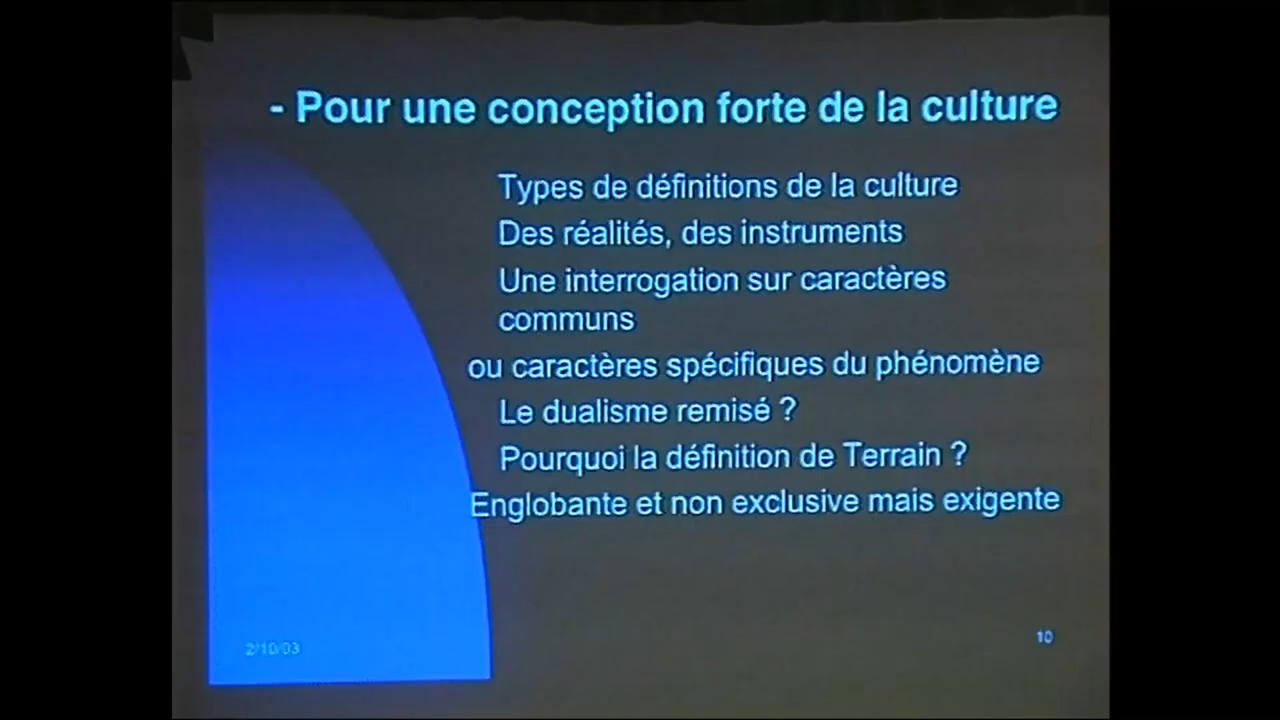 - Pour une conception forte de la culture
Types de définitions de la culture
Des réalités, des instruments
Une interrogation sur caractères
communs
ou caractères spécifiques du phénomène
Le dualisme remisé ?
Pourquoi la définition de Terrain ?
Englobante et non exclusive mais exigente
2/10/03
10